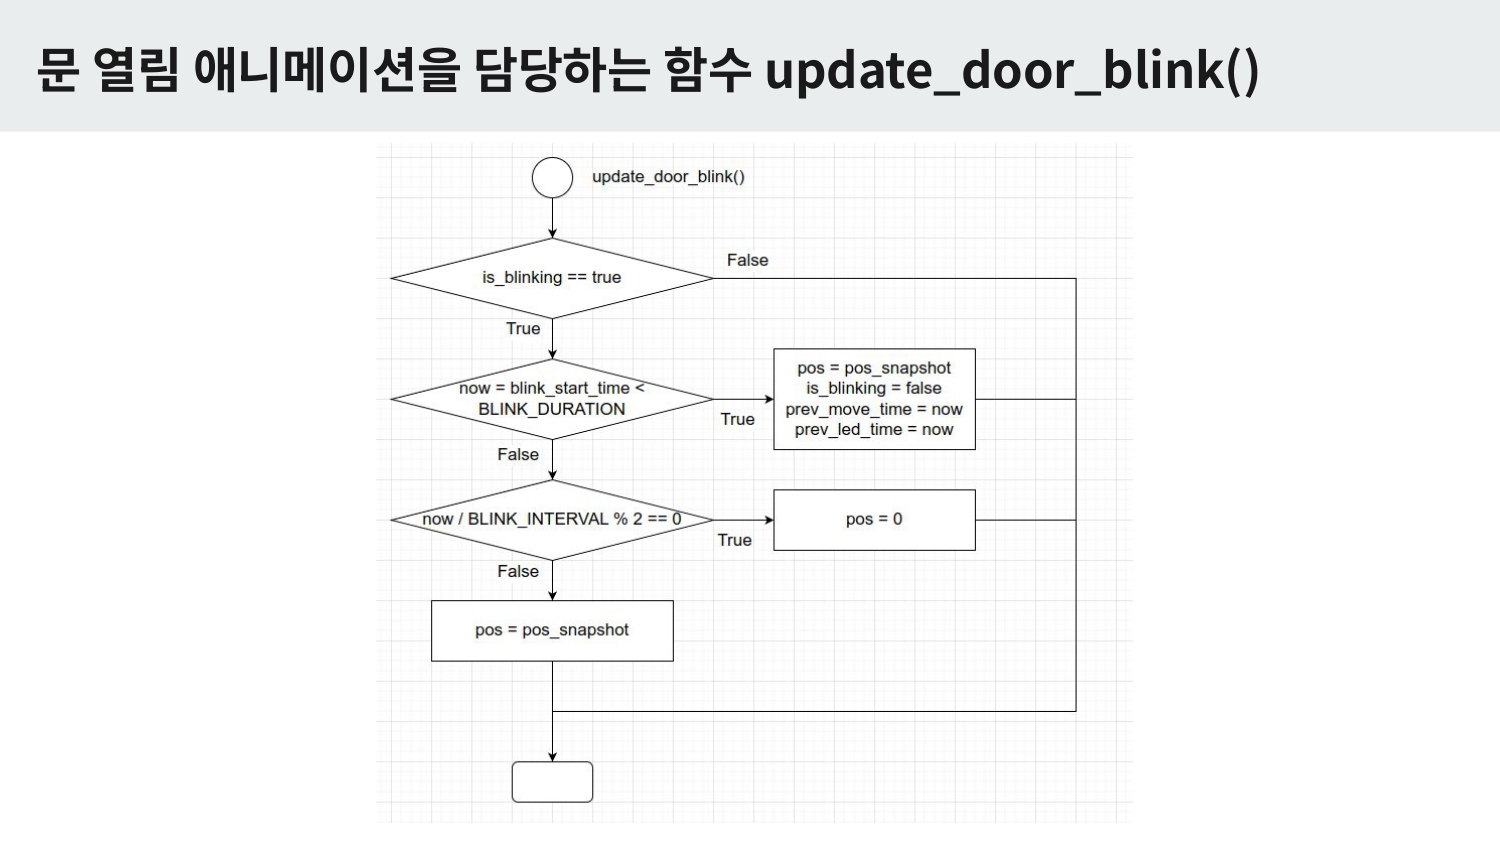 문 열림 애니메이션을 담당하는 함수 update_door_blink()
update_door_blink()
is_blinking == true
False
True
now = blink_start_time <
BLINK_DURATION
True
pos = pos_snapshot
is_blinking = false
prev_move_time = now
prev_led_time = now
False
now / BLINK_INTERVAL % 2 == 0
True
pos = 0
False
pos = pos_snapshot